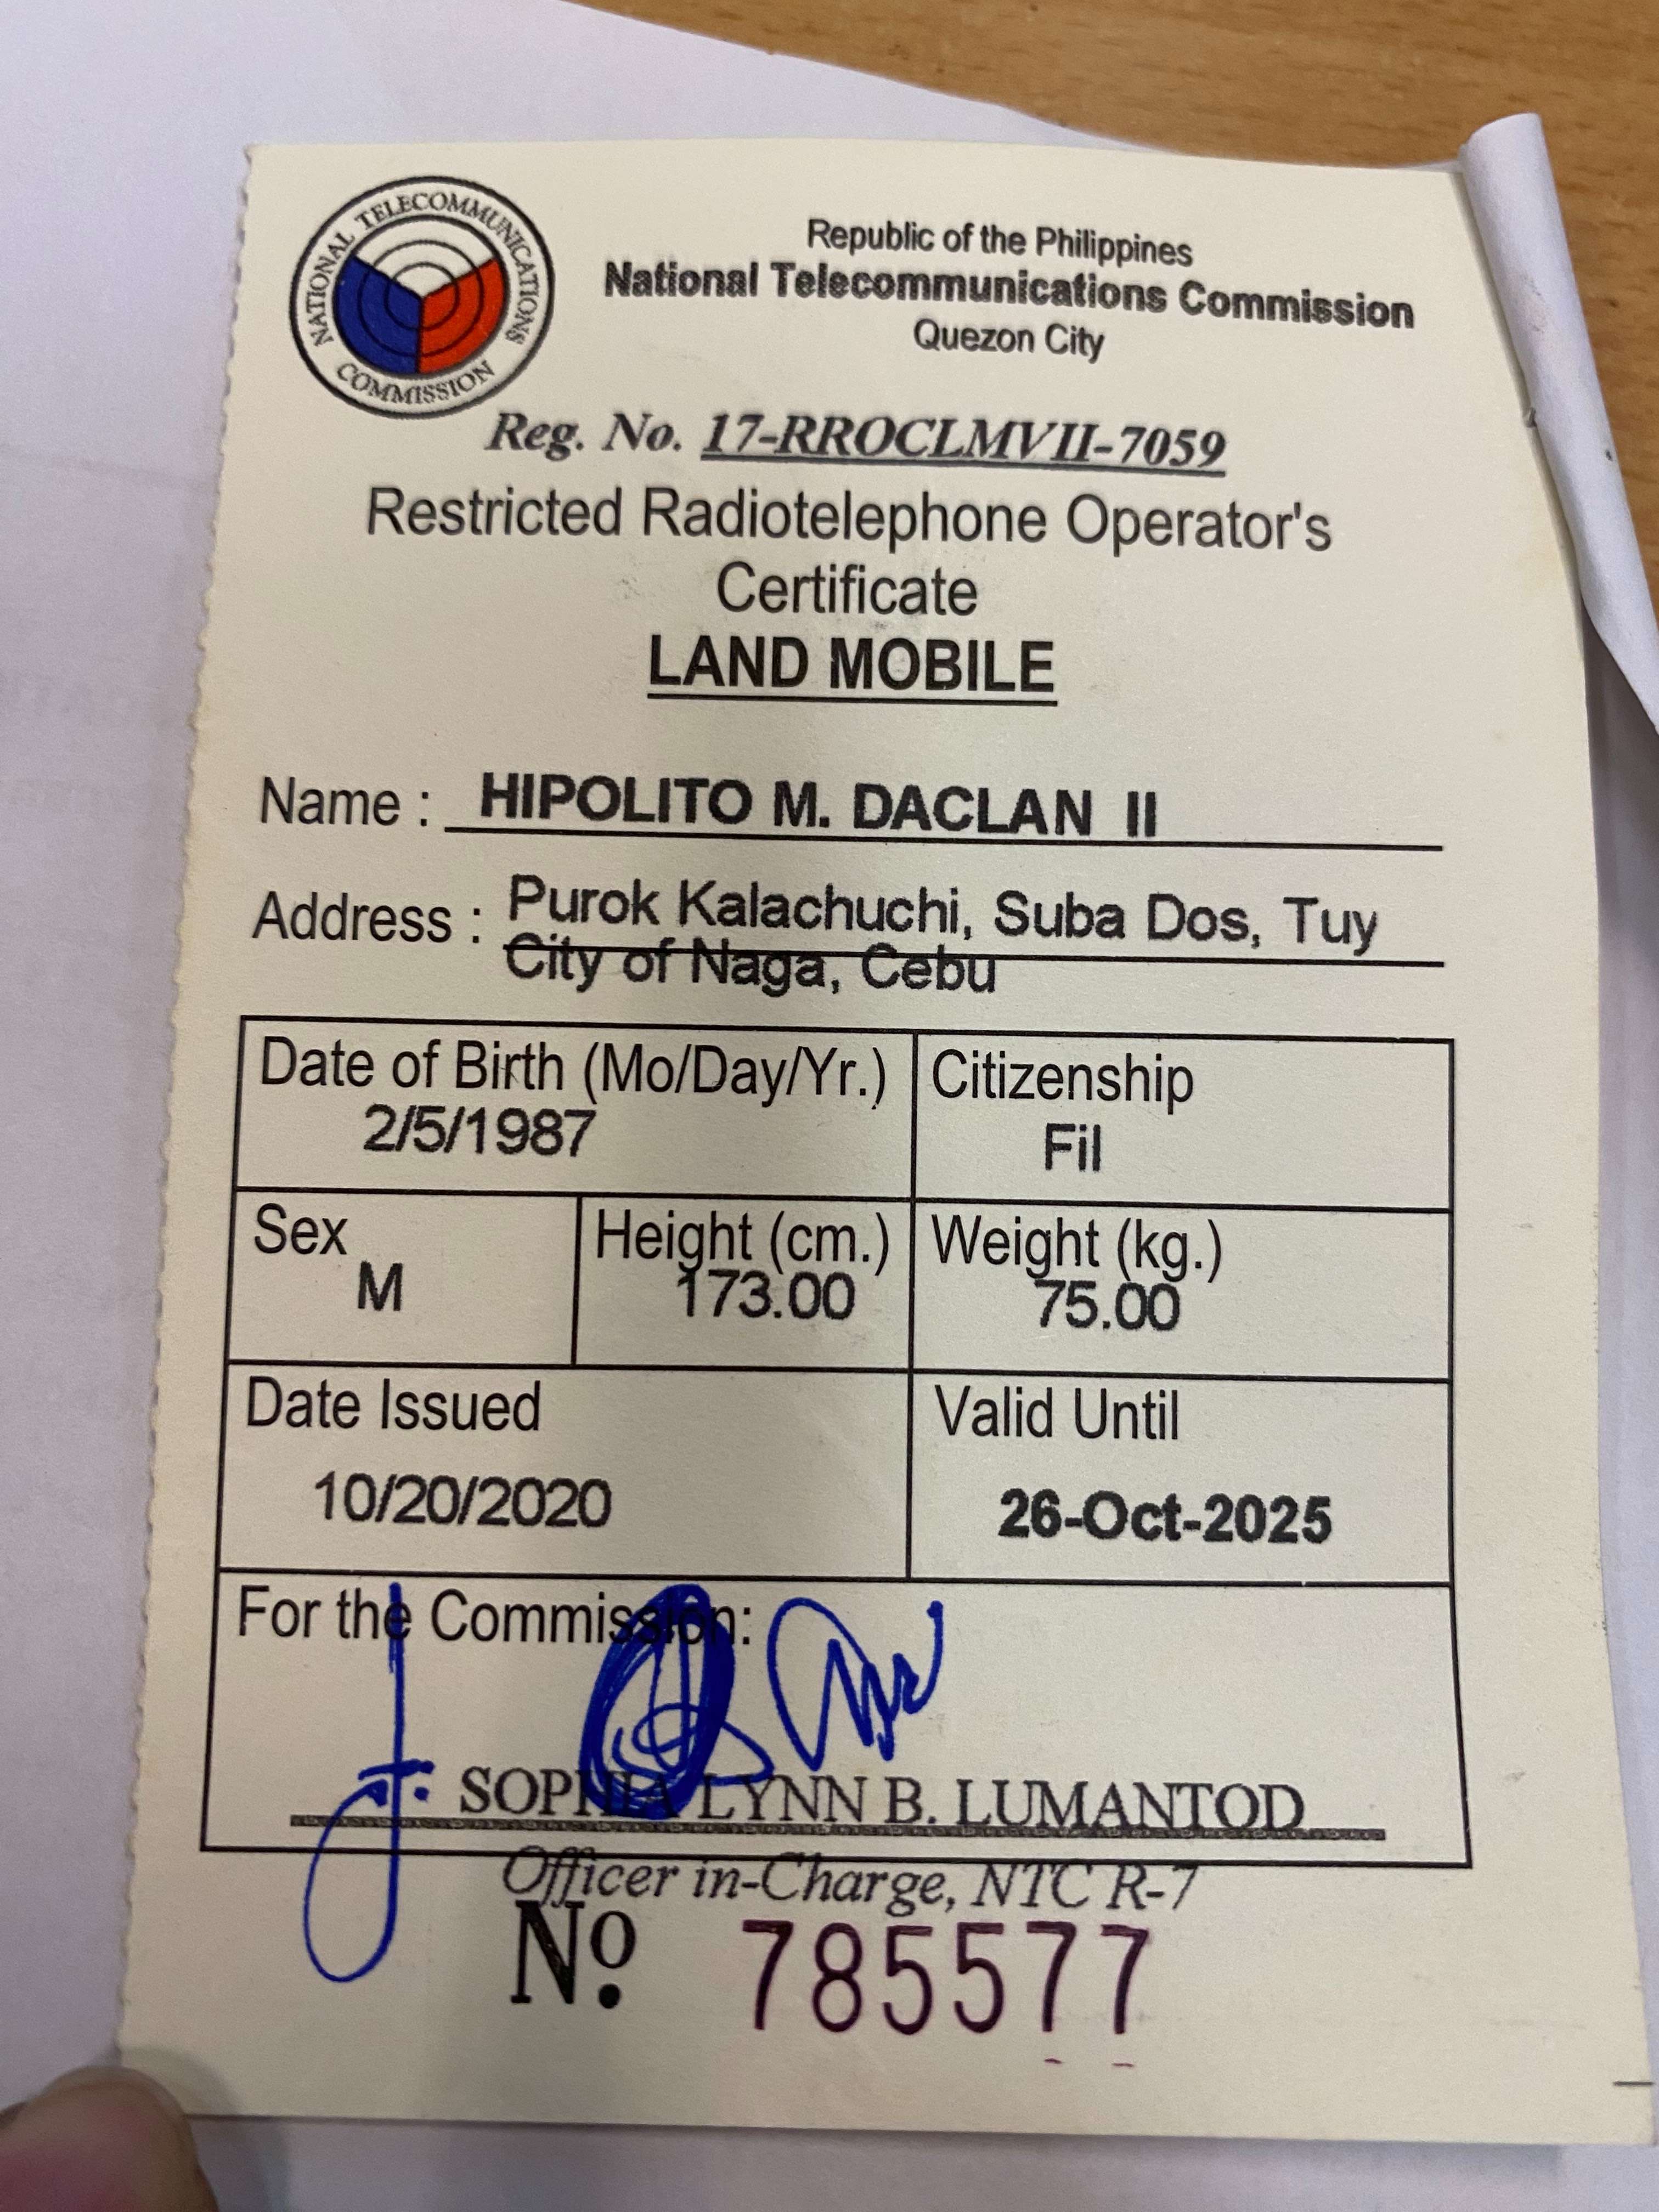 NATIONAL TELECOMMUNICATIONS COMMISSION
Republic of the Philippines
National Telecommunications Commission
Quezon City
Reg. No. 17-RROCLMVII-7059
Restricted Radiotelephone Operator's
Certificate
LAND MOBILE
Name : HIPOLITO M. DACLAN II
Address : Purok Kalachuchi, Suba Dos, Tuy
City of Naga, Cebu
Date of Birth (Mo/Day/Yr.) Citizenship
2/5/1987 Fil
Sex Height (cm.) Weight (kg.)
M 173.00 75.00
Date Issued Valid Until
10/20/2020 26-Oct-2025
For the Commission:
SOPHIA LYNN B. LUMANTOD
Officer in-Charge, NTC R-7
No. 785577